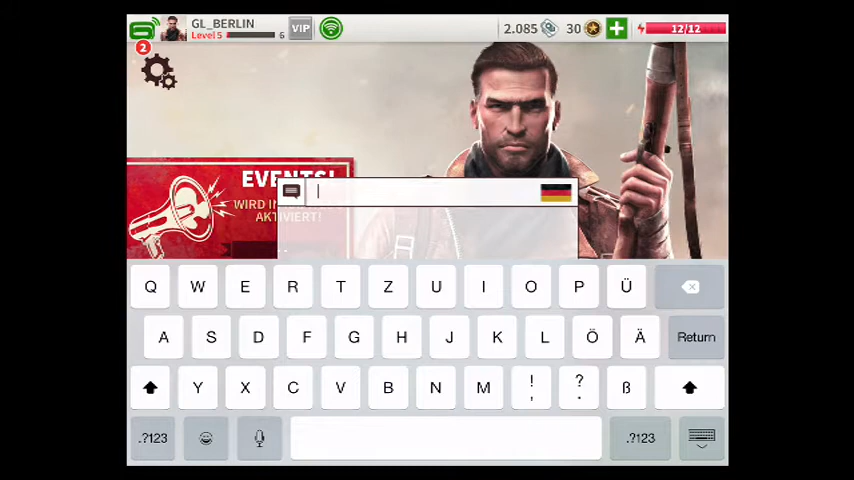 GL_BERLIN
Level 5
6
VIP
2.085
30
12/12
2
EVENTS!
WIRD IN
AKTIVIERT!
Q W E R T Z U I O P Ü
A S D F G H J K L Ö Ä Return
Y X C V B N M ! , ? . ß
.?123 .?123